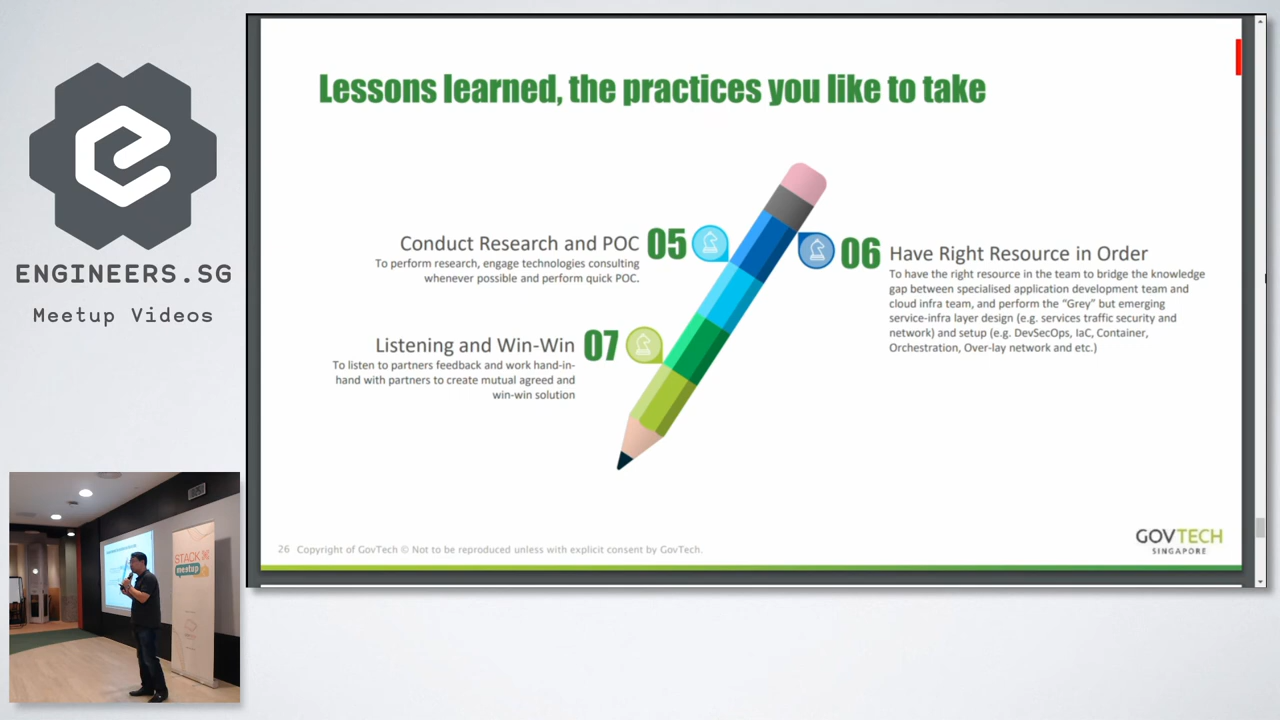 ENGINEERS.SG
Meetup Videos
Lessons learned, the practices you like to take
Conduct Research and POC
To perform research, engage technologies consulting
whenever possible and perform quick POC.
05
06
Have Right Resource in Order
To have the right resource in the team to bridge the knowledge
gap between specialised application development team and
cloud infra team, and perform the “Grey” but emerging
service-infra layer design (e.g. services traffic security and
network) and setup (e.g. DevSecOps, IaC, Container,
Orchestration, Over-lay network and etc.)
Listening and Win-Win
To listen to partners feedback and work hand-in-
hand with partners to create mutual agreed and
win-win solution
07
26 Copyright of GovTech © Not to be reproduced unless with explicit consent by GovTech.
GOVTECH
SINGAPORE
STACK
meetup